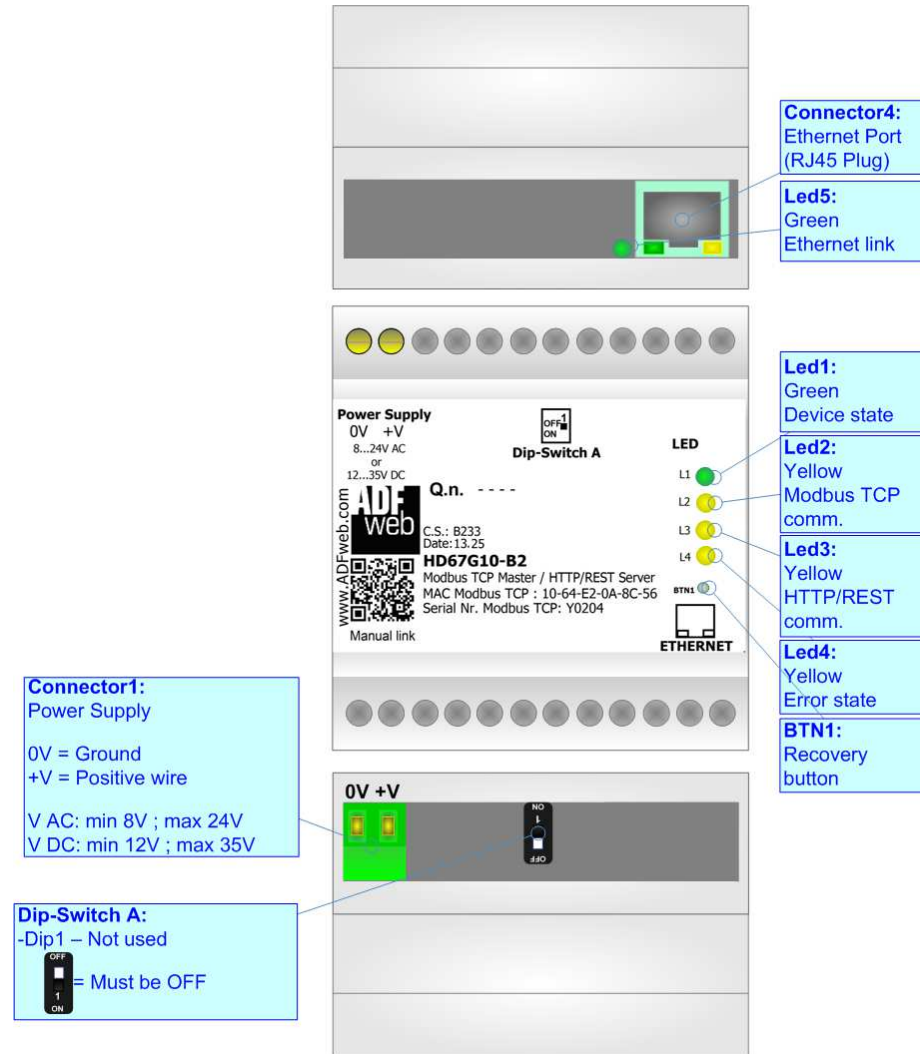 Connector4:
Ethernet Port
(RJ45 Plug)
Led5:
Green
Ethernet link
Power Supply
0V +V
8...24V AC
or
12...35V DC
OFF 1
ON
Dip-Switch A
LED
L1
L2
L3
L4
BTN1
ETHERNET
www.ADFweb.com
ADF
web
Q.n. - - - -
C.S.: B233
Date:13.25
HD67G10-B2
Modbus TCP Master / HTTP/REST Server
MAC Modbus TCP : 10-64-E2-0A-8C-56
Serial Nr. Modbus TCP: Y0204
Manual link
Led1:
Green
Device state
Led2:
Yellow
Modbus TCP
comm.
Led3:
Yellow
HTTP/REST
comm.
Led4:
Yellow
Error state
BTN1:
Recovery
button
Connector1:
Power Supply
0V = Ground
+V = Positive wire
V AC: min 8V ; max 24V
V DC: min 12V ; max 35V
0V +V
NO
1
OFF
Dip-Switch A:
-Dip1 – Not used
OFF
1
ON
= Must be OFF